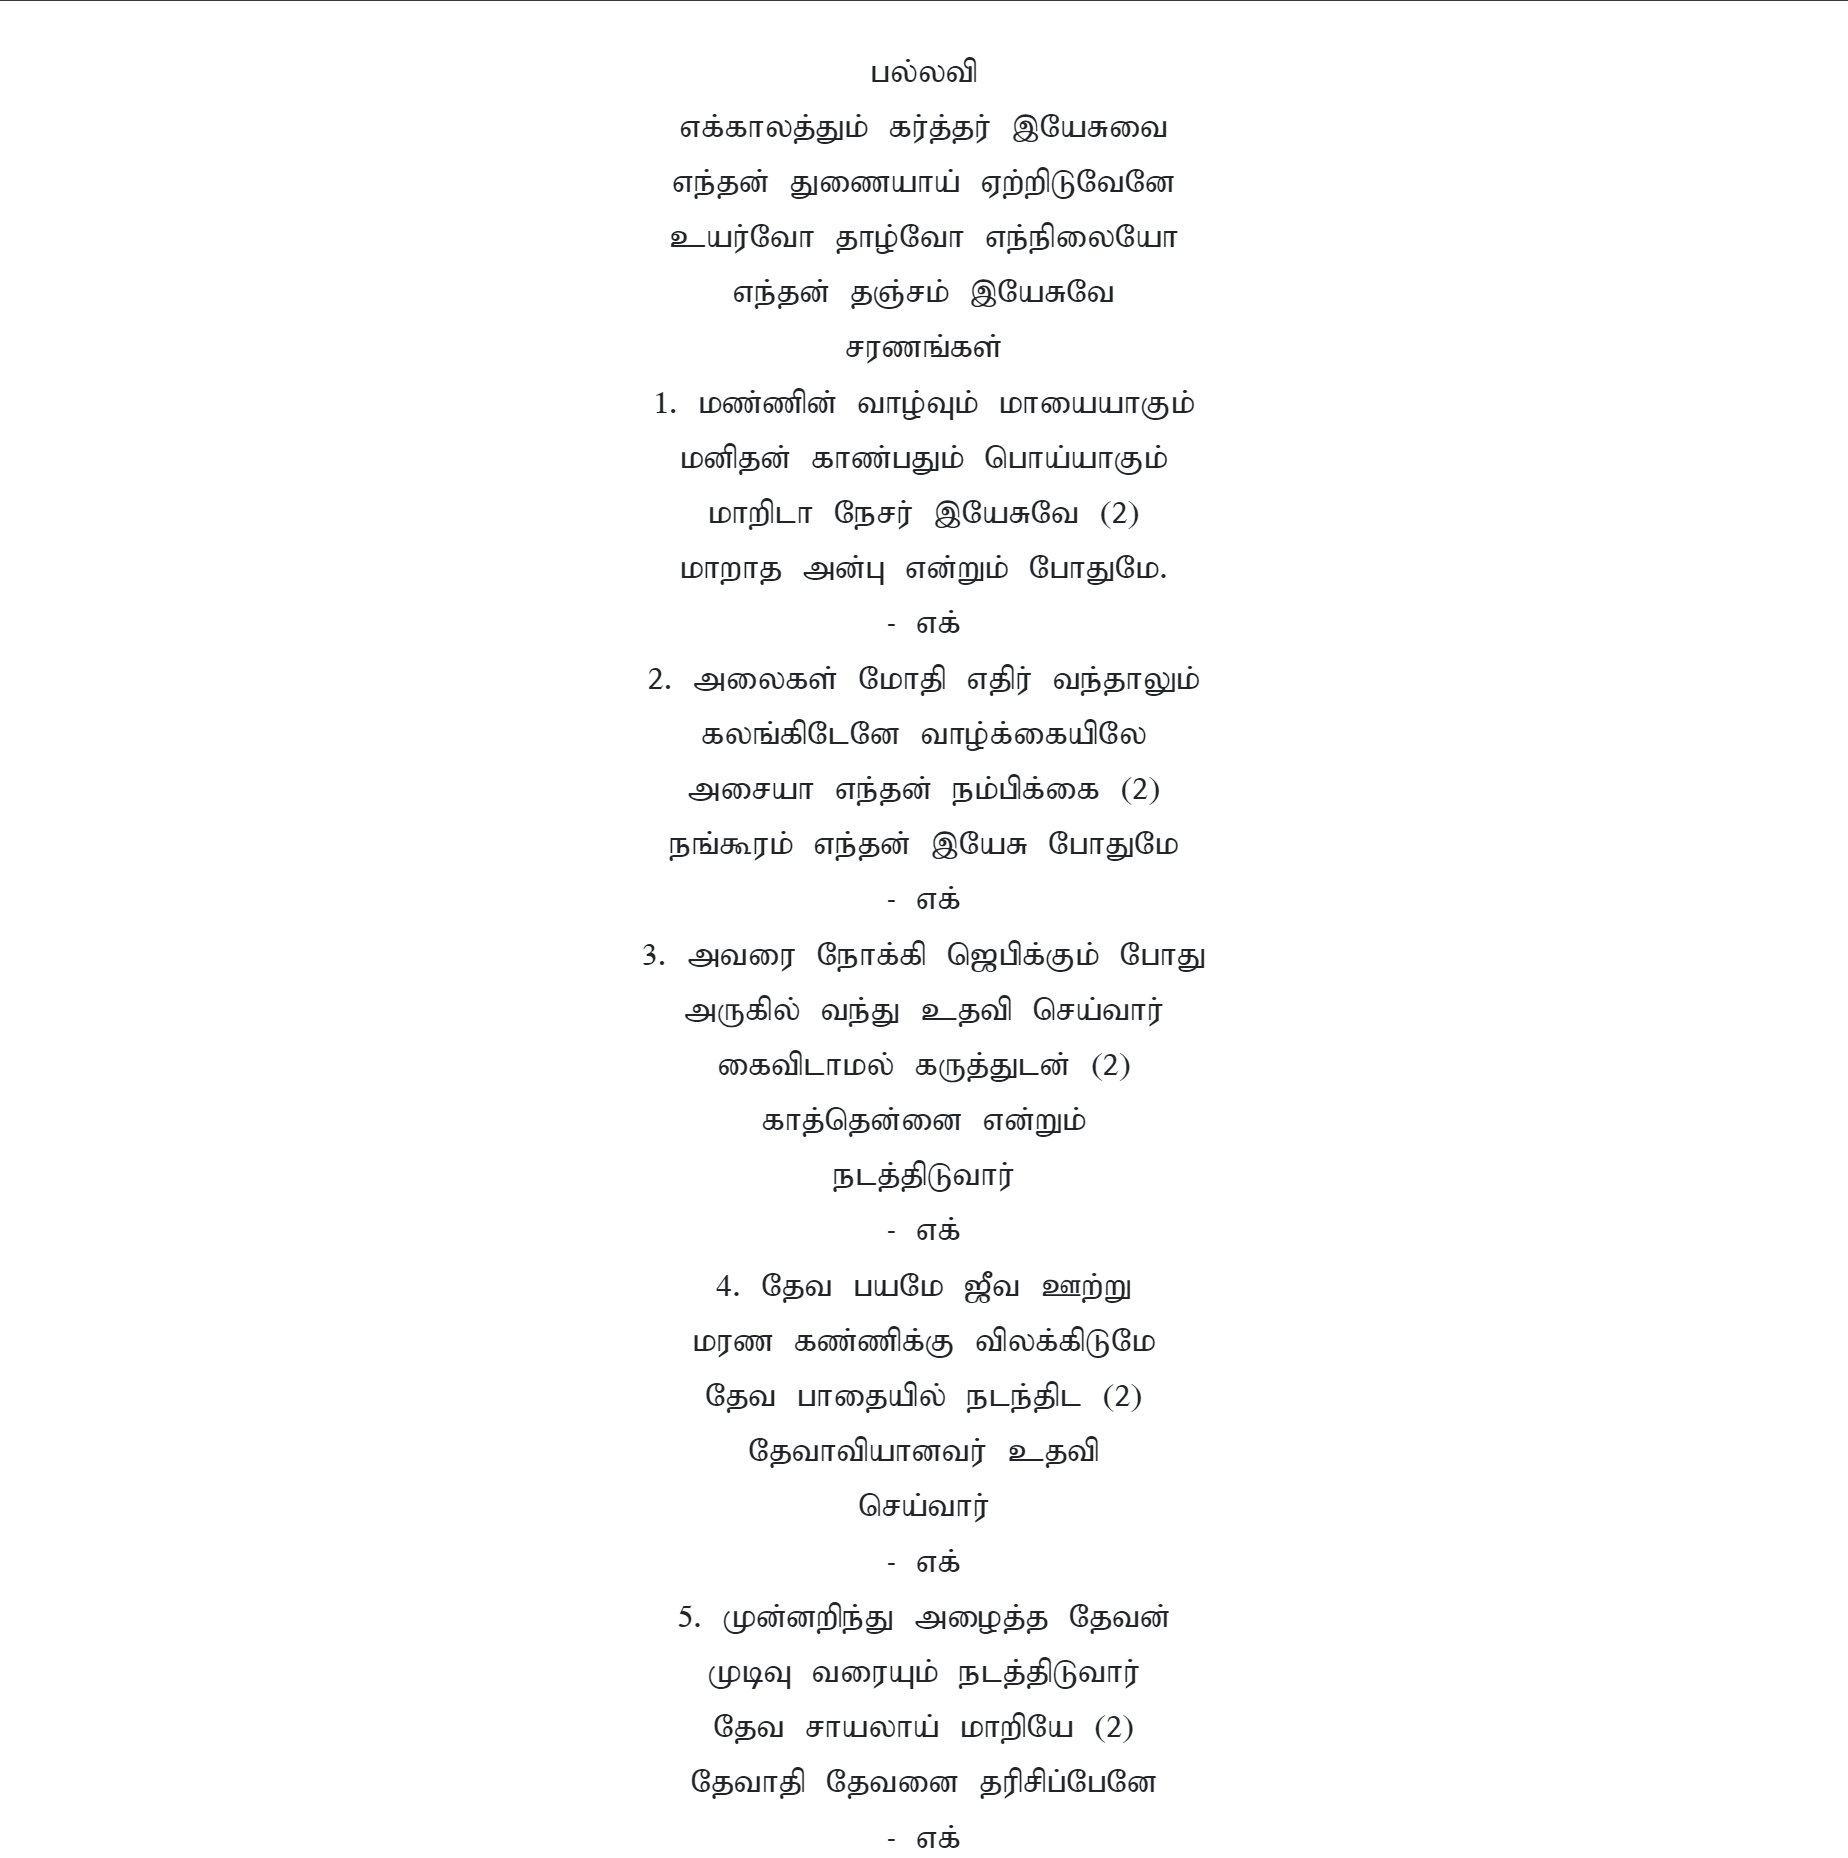 பல்லவி
எக்காலத்தும் கர்த்தர் இயேசுவை
எந்தன் துணையாய் ஏற்றிடுவேனே
உயர்வோ தாழ்வோ எந்நிலையோ
எந்தன் தஞ்சம் இயேசுவே
சரணங்கள்
1. மண்ணின் வாழ்வும் மாயையாகும்
மனிதன் காண்பதும் பொய்யாகும்
மாறிடா நேசர் இயேசுவே (2)
மாறாத அன்பு என்றும் போதுமே.
- எக்
2. அலைகள் மோதி எதிர் வந்தாலும்
கலங்கிடேனே வாழ்க்கையிலே
அசையா எந்தன் நம்பிக்கை (2)
நங்கூரம் எந்தன் இயேசு போதுமே
- எக்
3. அவரை நோக்கி ஜெபிக்கும் போது
அருகில் வந்து உதவி செய்வார்
கைவிடாமல் கருத்துடன் (2)
காத்தென்னை என்றும்
நடத்திடுவார்
- எக்
4. தேவ பயமே ஜீவ ஊற்று
மரண கண்ணிக்கு விலக்கிடுமே
தேவ பாதையில் நடந்திட (2)
தேவாவியானவர் உதவி
செய்வார்
- எக்
5. முன்னறிந்து அழைத்த தேவன்
முடிவு வரையும் நடத்திடுவார்
தேவ சாயலாய் மாறியே (2)
தேவாதி தேவனை தரிசிப்பேனே
- எக்